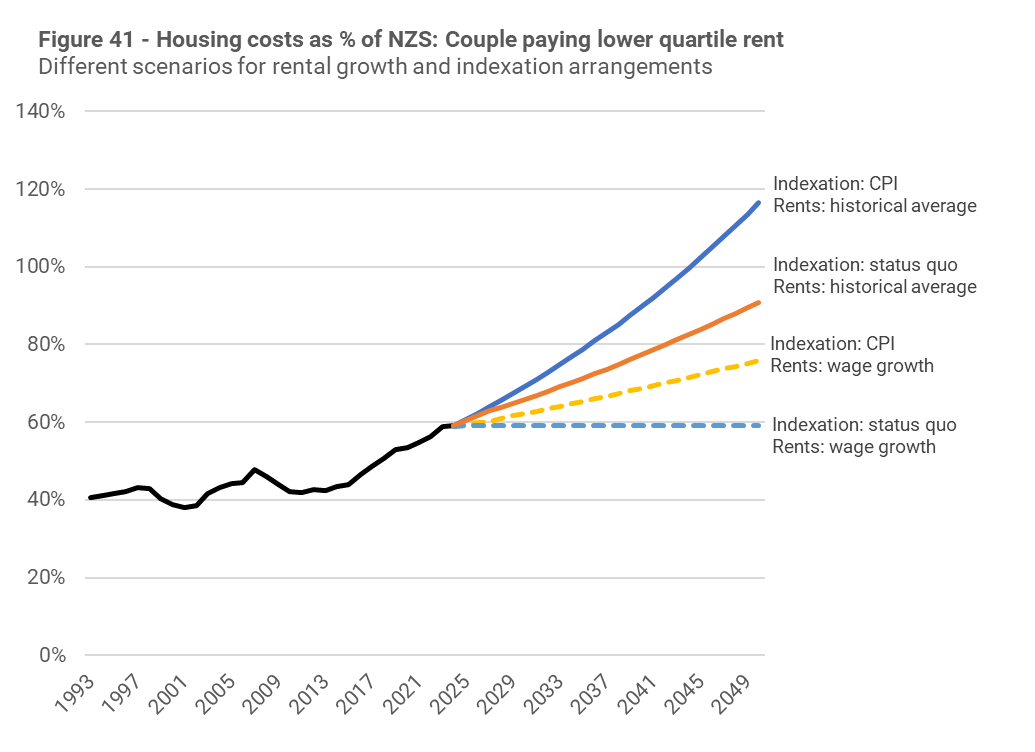 Figure 41 - Housing costs as % of NZS: Couple paying lower quartile rent
Different scenarios for rental growth and indexation arrangements
140%
120%
100%
80%
60%
40%
20%
0%
Indexation: CPI
Rents: historical average
Indexation: status quo
Rents: historical average
Indexation: CPI
Rents: wage growth
Indexation: status quo
Rents: wage growth
1993
1997
2001
2005
2009
2013
2017
2021
2025
2029
2033
2037
2041
2045
2049